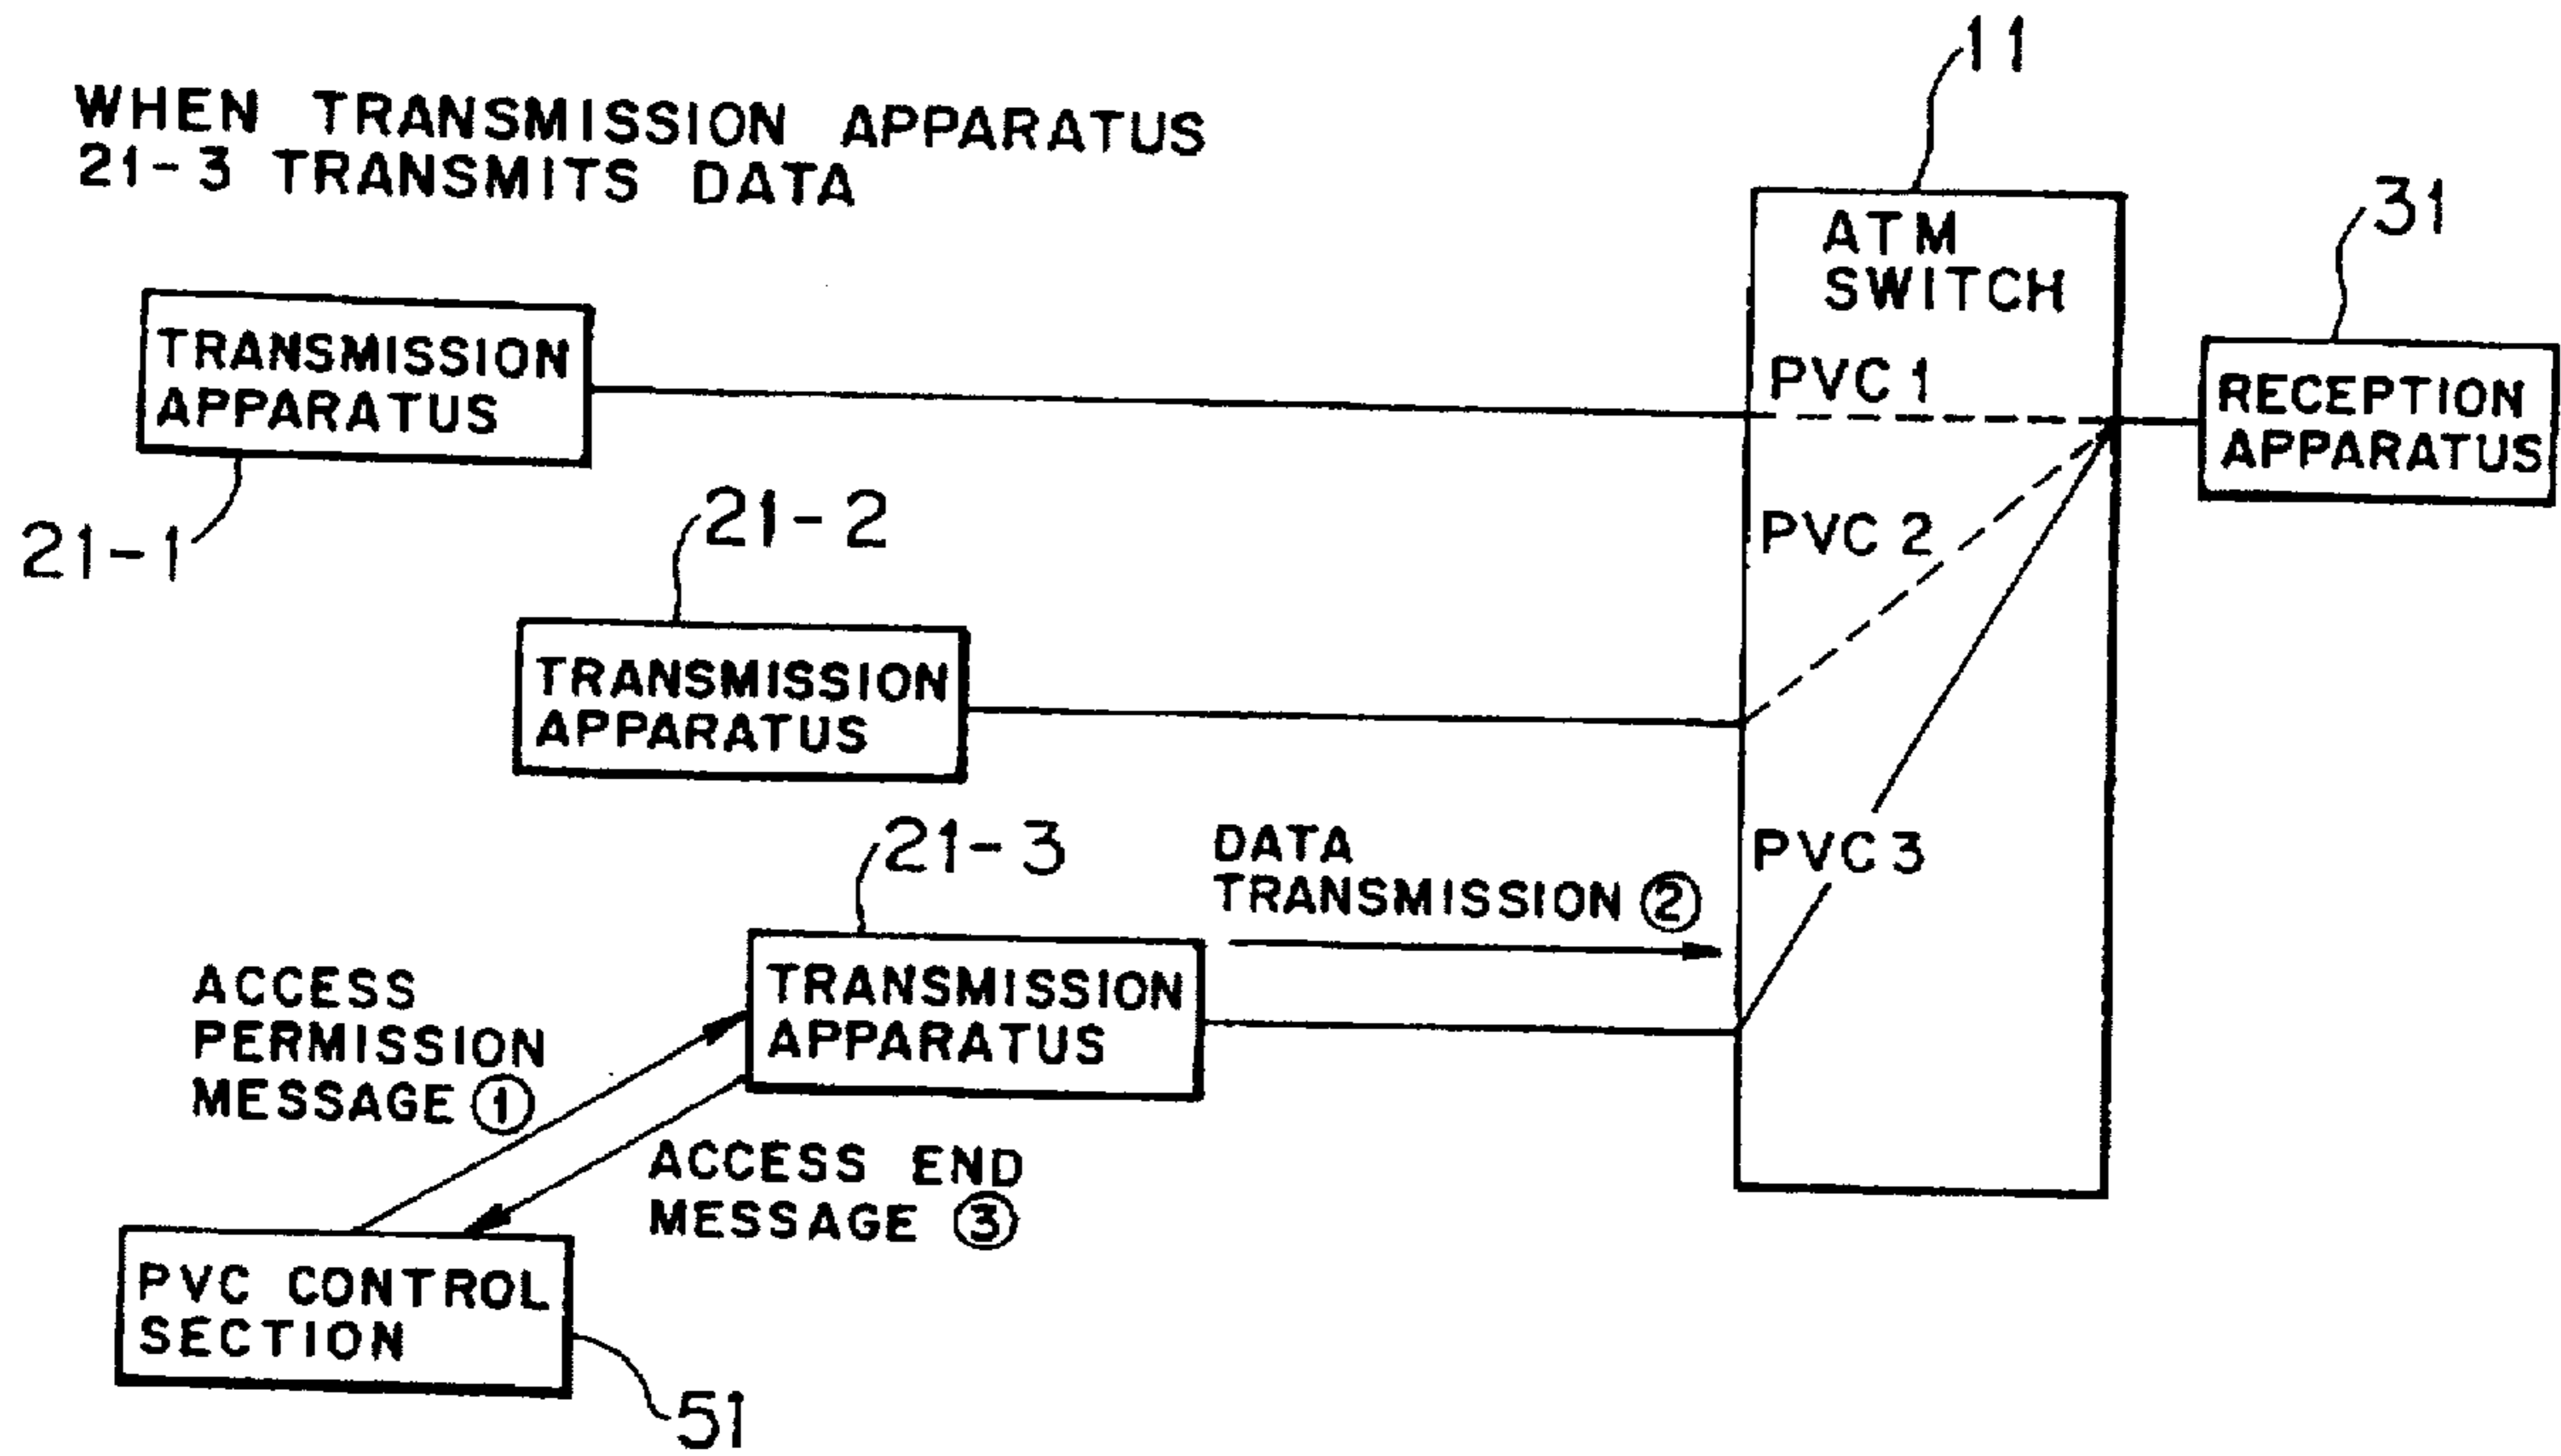 WHEN TRANSMISSION APPARATUS
21-3 TRANSMITS DATA
11
ATM
SWITCH
31
TRANSMISSION
APPARATUS
21-1
PVC 1
RECEPTION
APPARATUS
21-2
PVC 2
TRANSMISSION
APPARATUS
21-3
DATA
TRANSMISSION ②
PVC 3
TRANSMISSION
APPARATUS
ACCESS
PERMISSION
MESSAGE ①
ACCESS END
MESSAGE ③
PVC CONTROL
SECTION
51